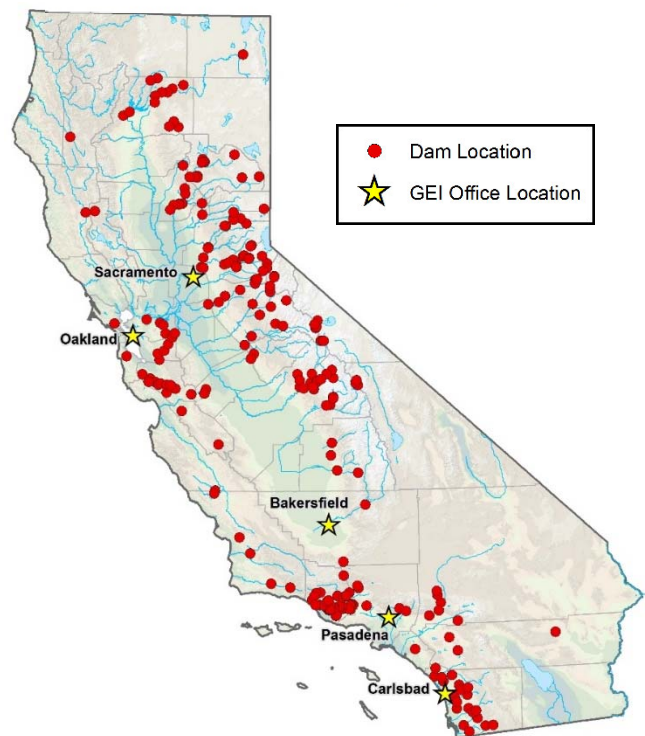 Dam Location
GEI Office Location
Sacramento
Oakland
Bakersfield
Pasadena
Carlsbad